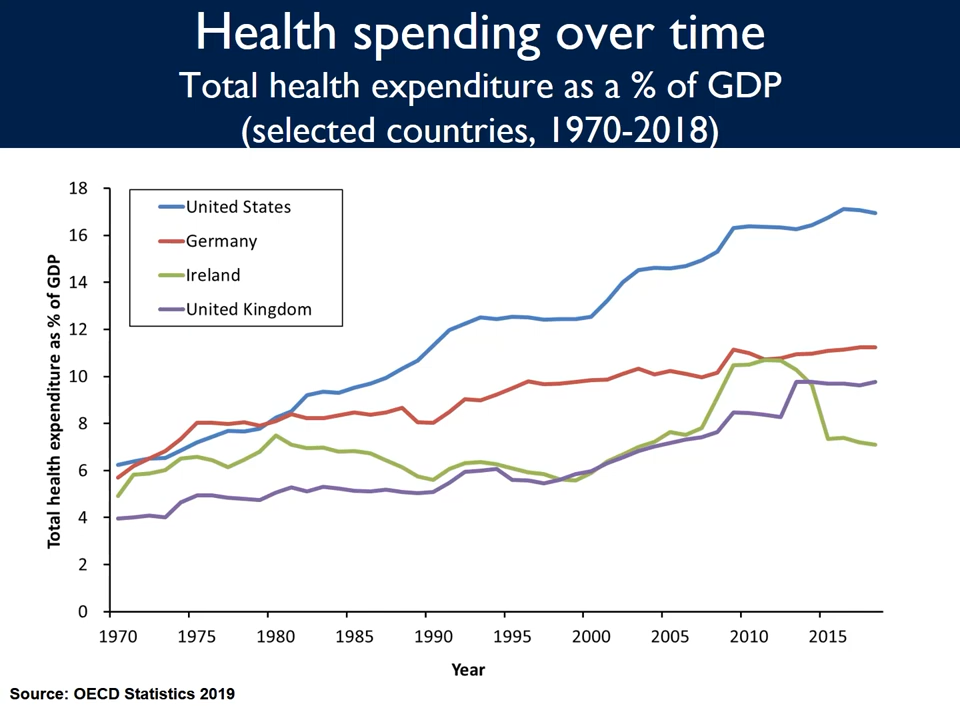 Health spending over time
Total health expenditure as a % of GDP
(selected countries, 1970-2018)
18
16
14
12
10
8
6
4
2
0
Total health expenditure as % of GDP
United States
Germany
Ireland
United Kingdom
1970 1975 1980 1985 1990 1995 2000 2005 2010 2015
Year
Source: OECD Statistics 2019